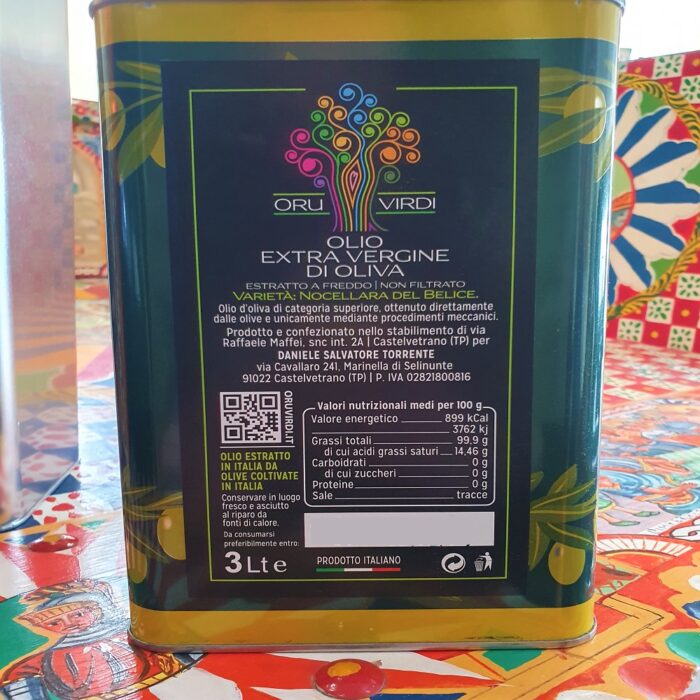 ORU VIRDI
OLIO
EXTRA VERGINE
DI OLIVA
ESTRATTO A FREDDO | NON FILTRATO
VARIETÀ: NOCELLARA DEL BELICE.
Olio d'oliva di categoria superiore, ottenuto direttamente
dalle olive e unicamente mediante procedimenti meccanici.
Prodotto e confezionato nello stabilimento di via
Raffaele Maffei, snc int. 2A | Castelvetrano (TP) per
DANIELE SALVATORE TORRENTE
via Cavallaro 241, Marinella di Selinunte
91022 Castelvetrano (TP) | P. IVA 02821800816
ORUVIRDI.IT
OLIO ESTRATTO
IN ITALIA DA
OLIVE COLTIVATE
IN ITALIA
Conservare in luogo
fresco e asciutto
al riparo da
fonti di calore.
Da consumarsi
preferibilmente entro:
Valori nutrizionali medi per 100 g
Valore energetico 899 kCal
3762 kj
Grassi totali 99,9 g
di cui acidi grassi saturi 14,46 g
Carboidrati 0 g
di cui zuccheri 0 g
Proteine 0 g
Sale tracce
3 Lt e
PRODOTTO ITALIANO